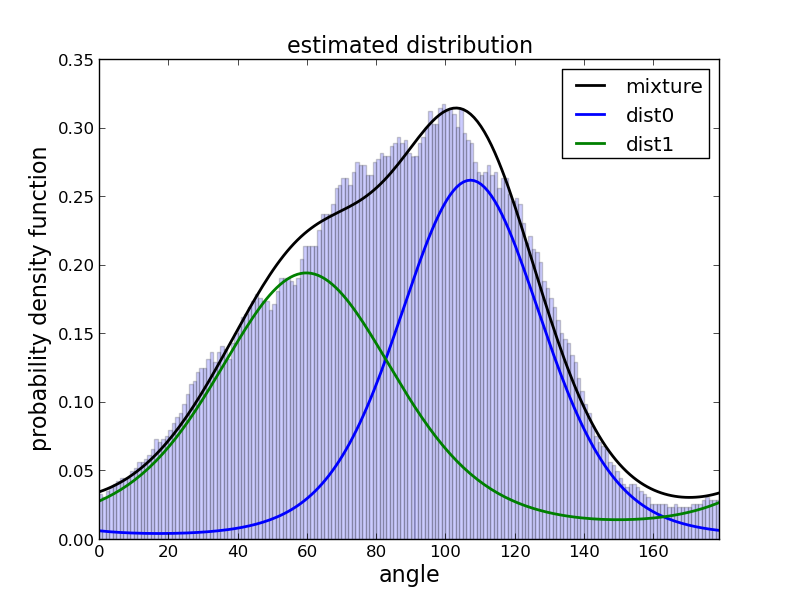 estimated distribution
mixture
dist0
dist1
probability density function
0.35
0.30
0.25
0.20
0.15
0.10
0.05
0.00
0 20 40 60 80 100 120 140 160
angle